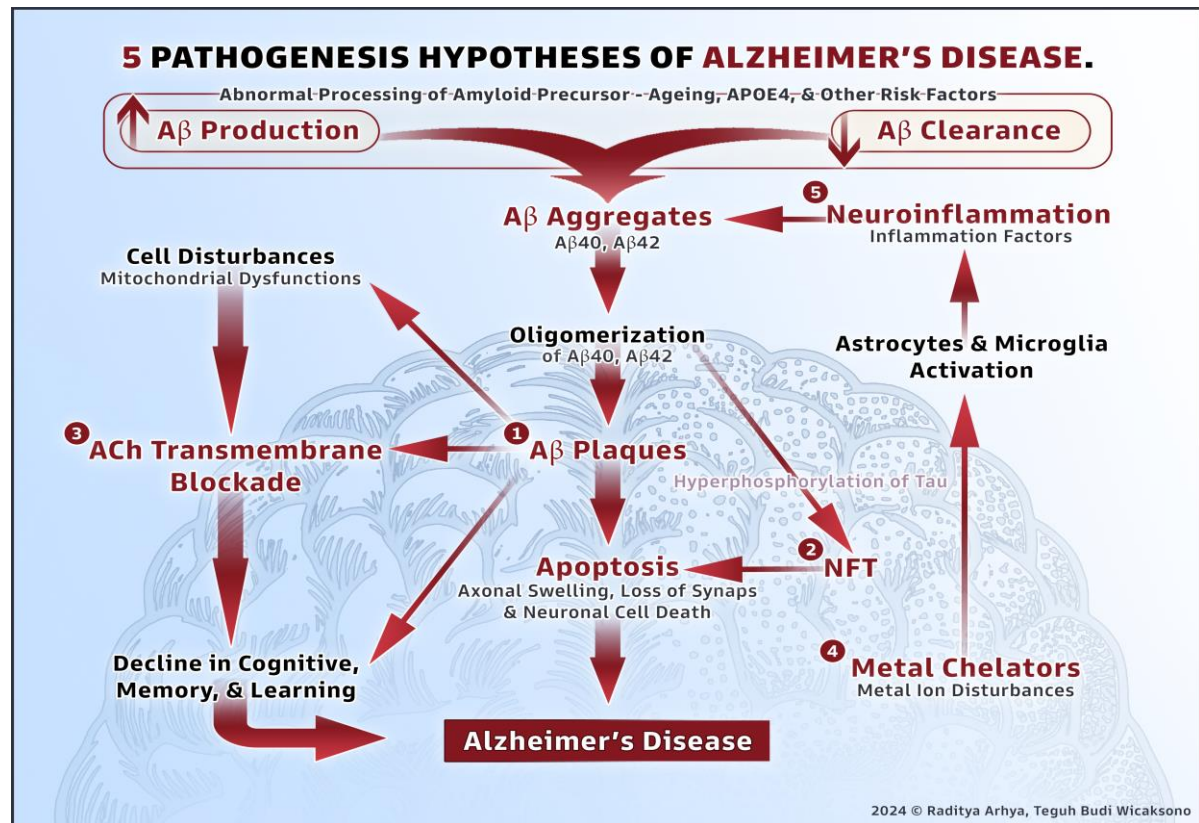 5 PATHOGENESIS HYPOTHESES OF ALZHEIMER'S DISEASE.
Abnormal Processing of Amyloid Precursor - Ageing, APOE4, & Other Risk Factors
Aβ Production
Aβ Clearance
Aβ Aggregates
Aβ40, Aβ42
5
Neuroinflammation
Inflammation Factors
Cell Disturbances
Mitochondrial Dysfunctions
Oligomerization
of Aβ40, Aβ42
Astrocytes & Microglia
Activation
3
ACh Transmembrane
Blockade
1
Aβ Plaques
Hyperphosphorylation of Tau
Apoptosis
Axonal Swelling, Loss of Synaps
& Neuronal Cell Death
2
NFT
Decline in Cognitive,
Memory, & Learning
4
Metal Chelators
Metal Ion Disturbances
Alzheimer's Disease
2024 © Raditya Arhya, Teguh Budi Wicaksono